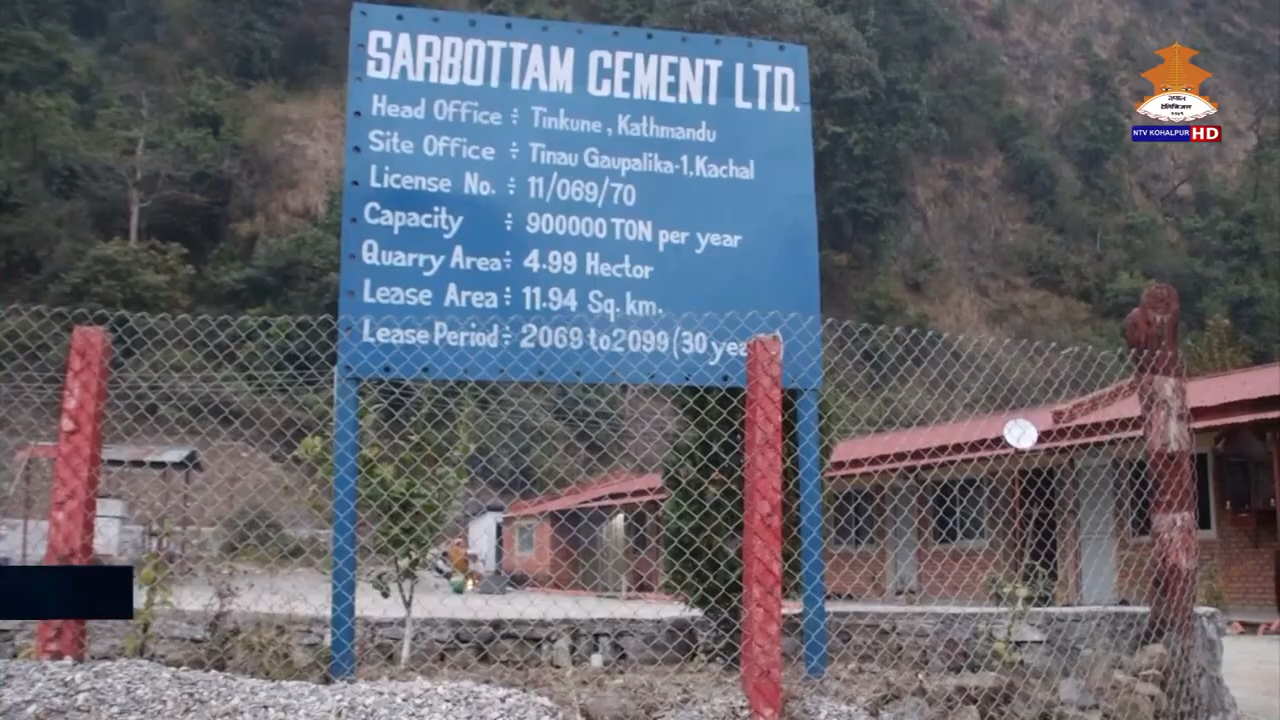 SARBOTTAM CEMENT LTD.
Head Office ÷ Tinkune, Kathmandu
Site Office ÷ Tinau Gaupalika-1,Kachal
License No. ÷ 11/069/70
Capacity ÷ 900000 TON per year
Quarry Area ÷ 4.99 Hector
Lease Area ÷ 11.94 Sq. km.
Lease Period ÷ 2069 to 2099 (30 yea
नेपाल
टेलिभिजन
२०४१
NTV KOHALPUR HD